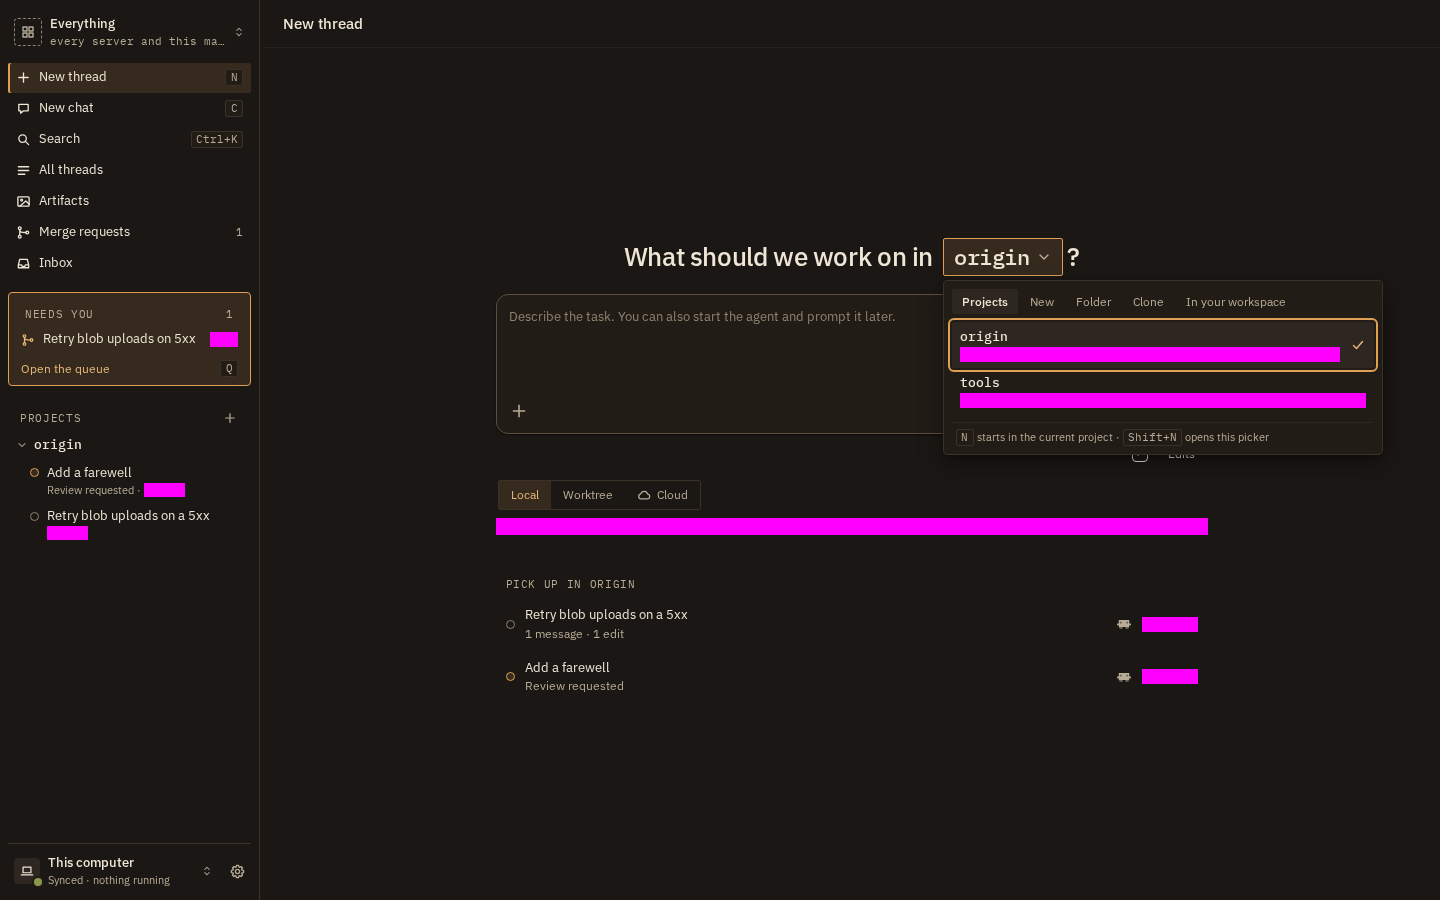 Everything
every server and this ma…
New thread N
New chat C
Search Ctrl+K
All threads
Artifacts
Merge requests 1
Inbox
NEEDS YOU 1
Retry blob uploads on 5xx
Open the queue Q
PROJECTS
origin
Add a farewell
Review requested ·
Retry blob uploads on a 5xx
This computer
Synced · nothing running
New thread
What should we work on in origin ?
Describe the task. You can also start the agent and prompt it later.
Projects New Folder Clone In your workspace
origin
tools
N starts in the current project · Shift+N opens this picker
Edits
Local Worktree Cloud
PICK UP IN ORIGIN
Retry blob uploads on a 5xx
1 message · 1 edit
Add a farewell
Review requested